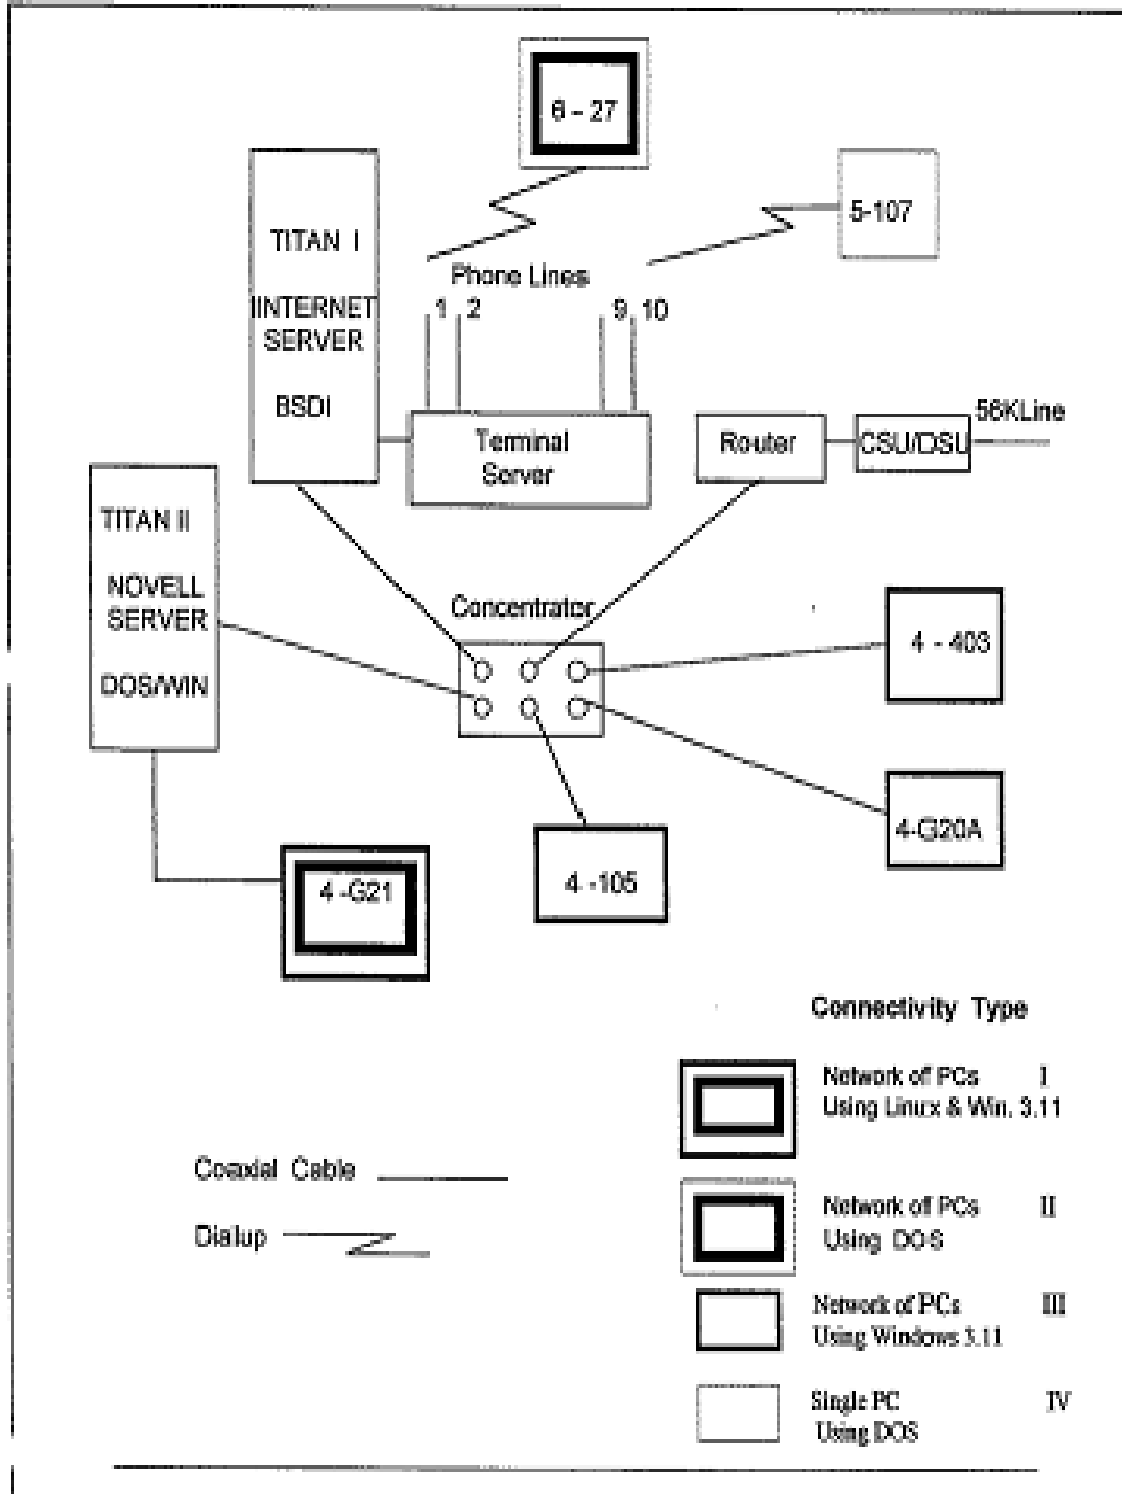 6 - 27
5-107
TITAN I
INTERNET
SERVER
BSDI
Phone Lines
1 2
9 10
Terminal
Server
Router
CSU/DSU
56KLine
TITAN II
NOVELL
SERVER
DOS/WIN
Concentrator
4 - 403
4-G20A
4 -105
4 -G21
Connectivity Type
Network of PCs I
Using Linux & Win. 3.11
Network of PCs II
Using DOS
Network of PCs III
Using Windows 3.11
Single PC IV
Using DOS
Coaxial Cable
Dialup